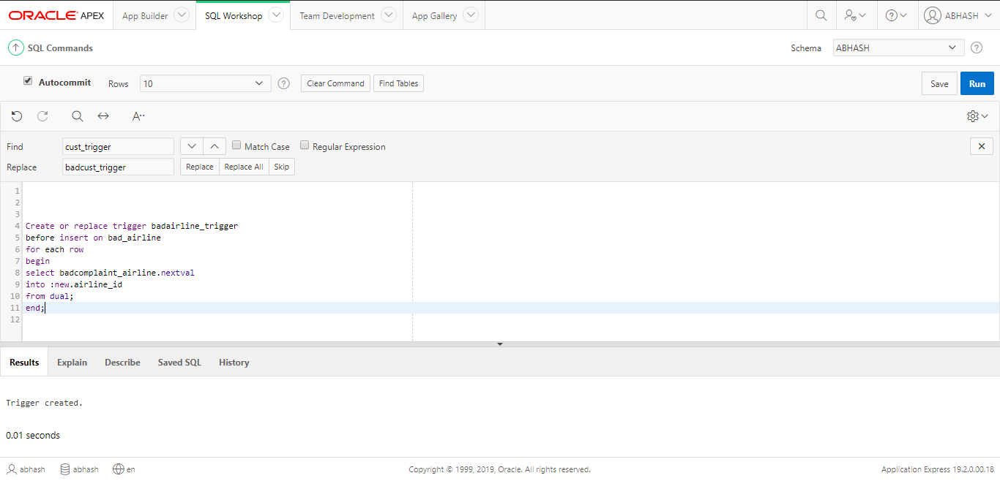 ORACLE APEX App Builder SQL Workshop Team Development App Gallery ABHASH
SQL Commands Schema ABHASH
Autocommit Rows 10 Clear Command Find Tables Save Run
A
Find cust_trigger Match Case Regular Expression
Replace badcust_trigger Replace Replace All Skip
1
2
3
4 Create or replace trigger badairline_trigger
5 before insert on bad_airline
6 for each row
7 begin
8 select badcomplaint_airline.nextval
9 into :new.airline_id
10 from dual;
11 end;
12
Results Explain Describe Saved SQL History
Trigger created.
0.01 seconds
abhash abhash en Copyright © 1999, 2019, Oracle. All rights reserved. Application Express 19.2.0.00.18